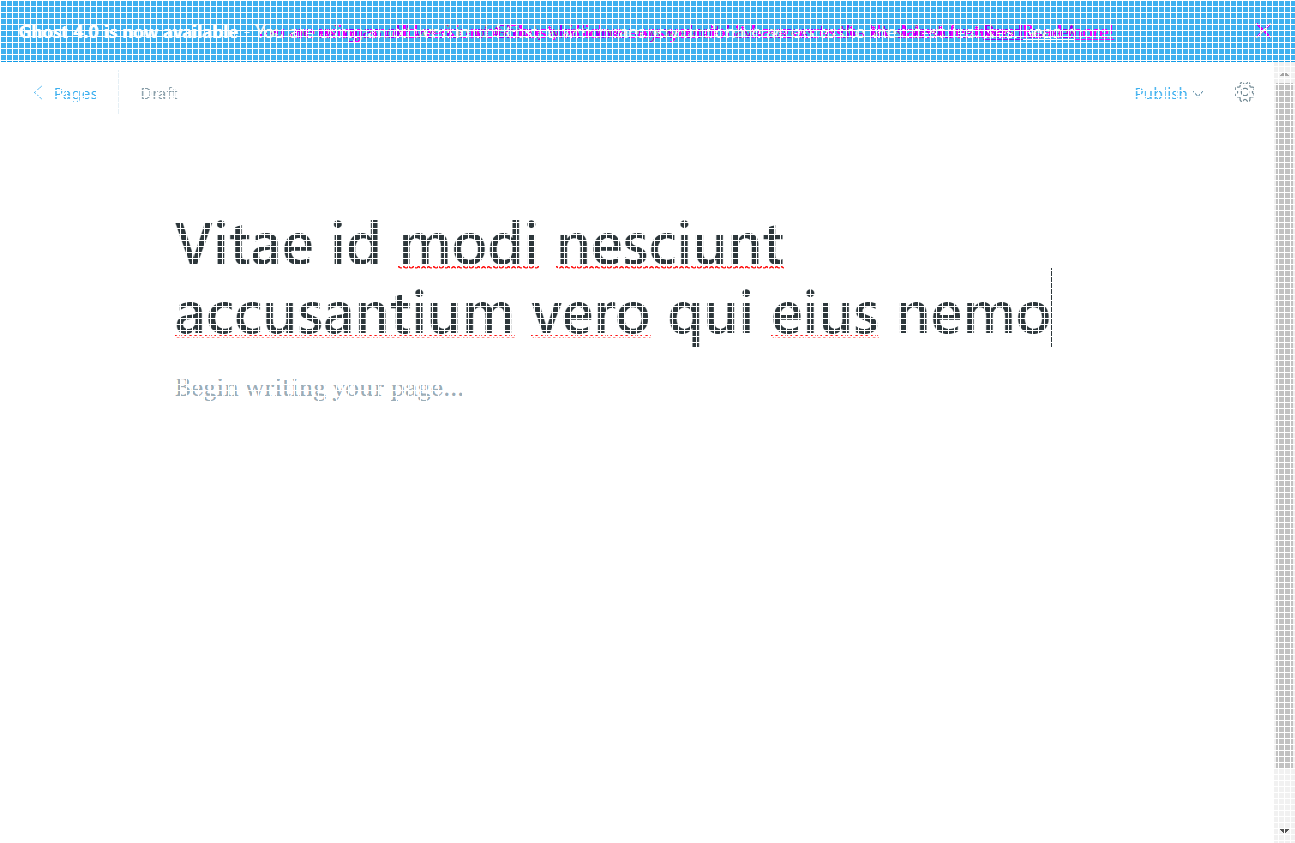 Ghost 4.0 is now available
Pages
Draft
Publish
Vitae id modi nesciunt
accusantium vero qui eius nemo
Begin writing your page...